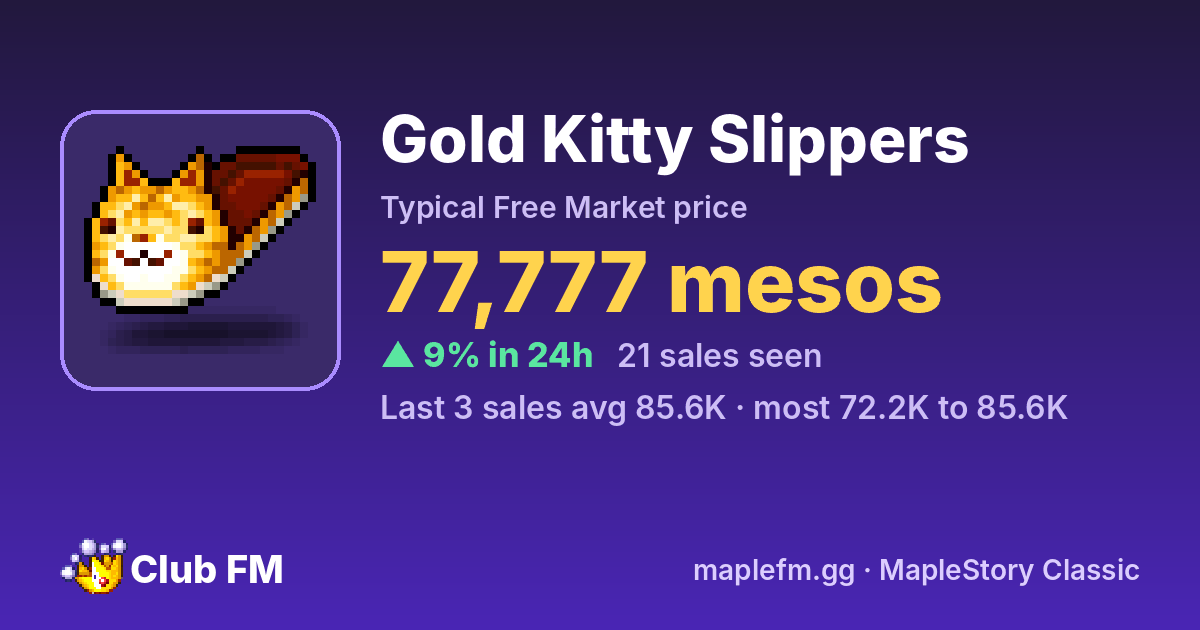 Gold Kitty Slippers
Typical Free Market price
77,777 mesos
▲ 9% in 24h 21 sales seen
Last 3 sales avg 85.6K · most 72.2K to 85.6K
Club FM
maplefm.gg · MapleStory Classic